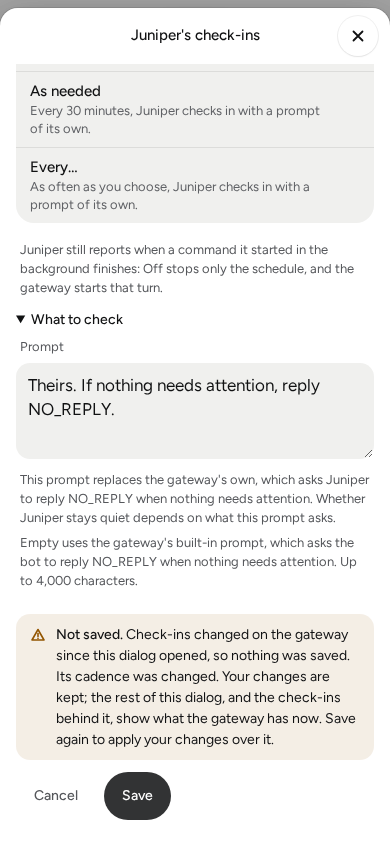 Juniper's check-ins
As needed
Every 30 minutes, Juniper checks in with a prompt
of its own.
Every…
As often as you choose, Juniper checks in with a
prompt of its own.
Juniper still reports when a command it started in the
background finishes: Off stops only the schedule, and the
gateway starts that turn.
▼ What to check
Prompt
Theirs. If nothing needs attention, reply
NO_REPLY.
This prompt replaces the gateway's own, which asks Juniper
to reply NO_REPLY when nothing needs attention. Whether
Juniper stays quiet depends on what this prompt asks.
Empty uses the gateway's built-in prompt, which asks the
bot to reply NO_REPLY when nothing needs attention. Up
to 4,000 characters.
Not saved. Check-ins changed on the gateway
since this dialog opened, so nothing was saved.
Its cadence was changed. Your changes are
kept; the rest of this dialog, and the check-ins
behind it, show what the gateway has now. Save
again to apply your changes over it.
Cancel Save